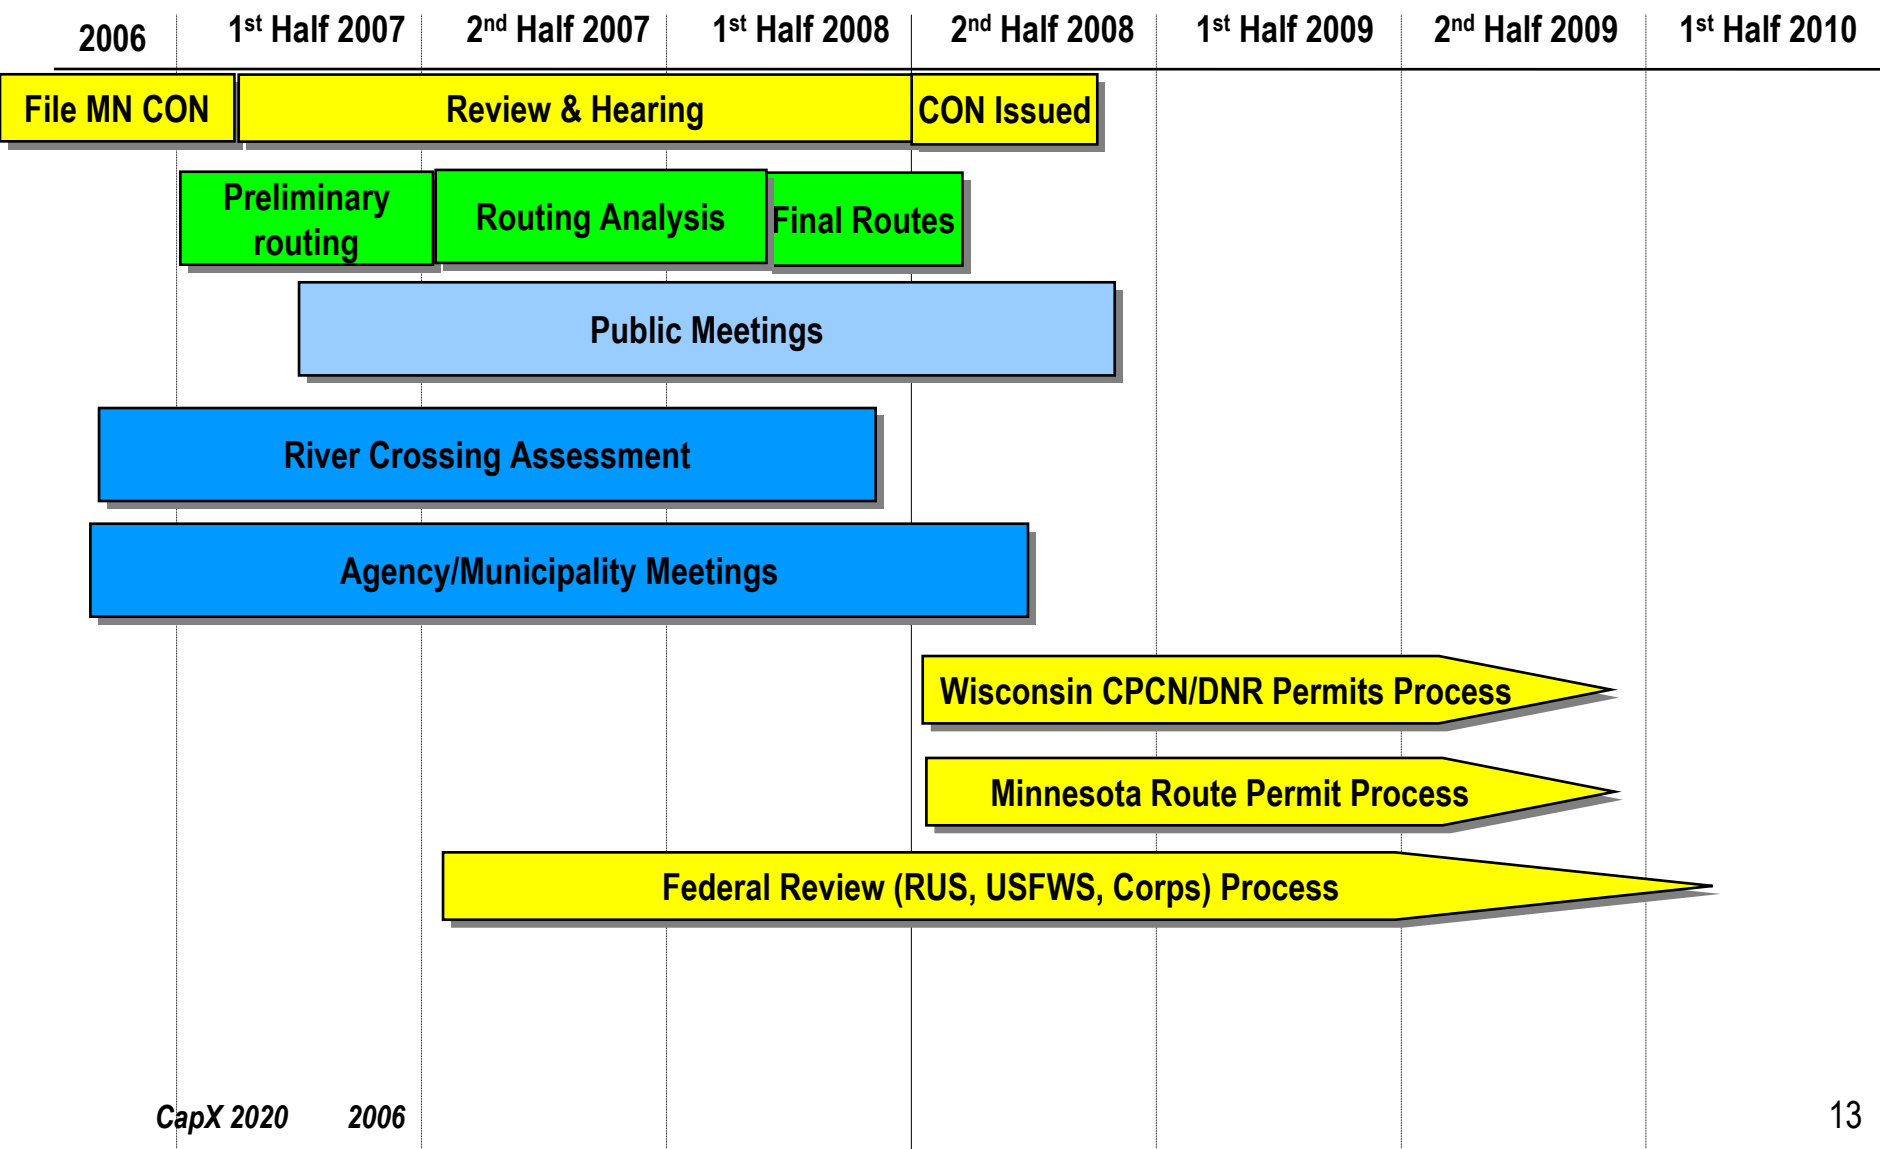 2006 1st Half 2007 2nd Half 2007 1st Half 2008 2nd Half 2008 1st Half 2009 2nd Half 2009 1st Half 2010
File MN CON Review & Hearing CON Issued
Preliminary
routing
Routing Analysis
Final Routes
Public Meetings
River Crossing Assessment
Agency/Municipality Meetings
Wisconsin CPCN/DNR Permits Process
Minnesota Route Permit Process
Federal Review (RUS, USFWS, Corps) Process
CapX 2020 2006 13